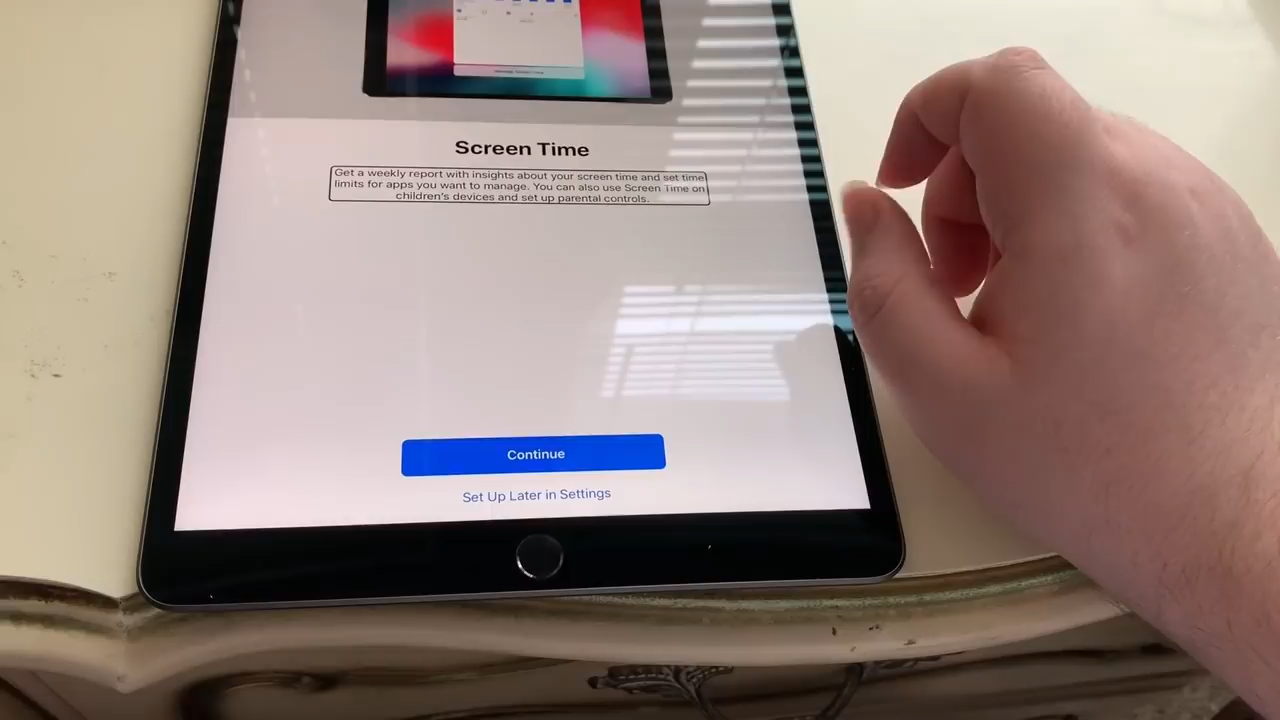 Screen Time
Get a weekly report with insights about your screen time and set time
limits for apps you want to manage. You can also use Screen Time on
children's devices and set up parental controls.
Continue
Set Up Later in Settings